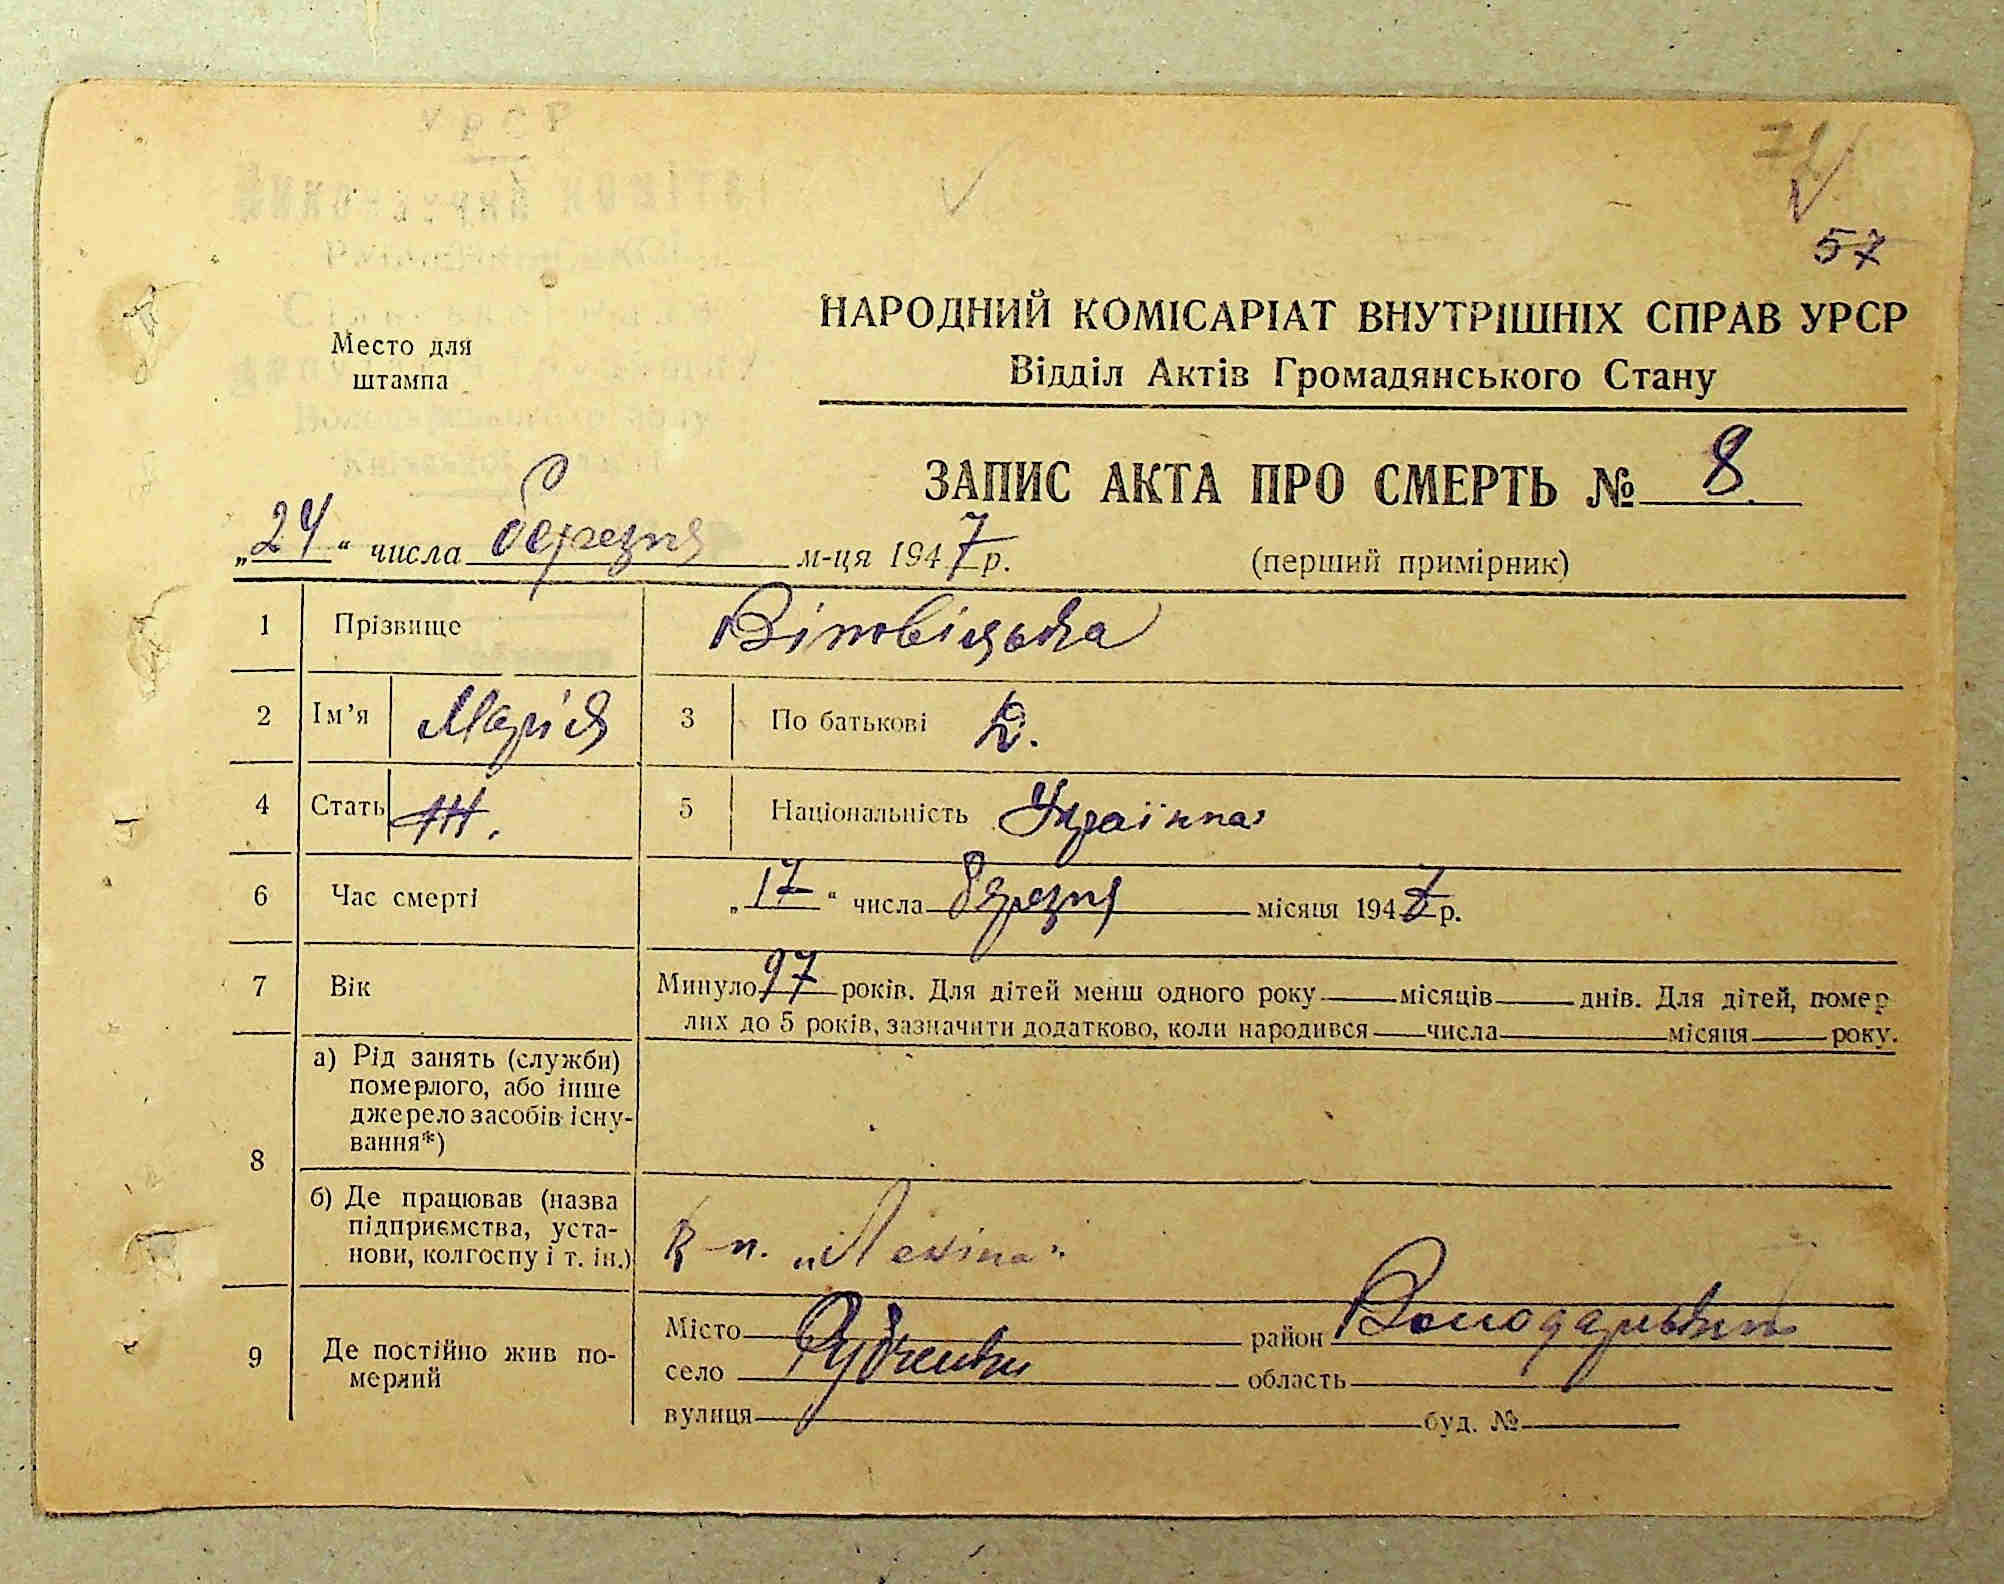 57
Место для
штампа
НАРОДНИЙ КОМІСАРІАТ ВНУТРІШНІХ СПРАВ УРСР
Відділ Актів Громадянського Стану
ЗАПИС АКТА ПРО СМЕРТЬ № 8
„24“ числа березня м-ця 1947 р.
(перший примірник)
1 Прізвище Вітовіцька
2 Ім’я Марія 3 По батькові
4 Стать Ж. 5 Національність Українка
6 Час смерті „17“ числа березня місяця 1947 р.
7 Вік Минуло 97 років. Для дітей менш одного року місяців днів. Для дітей, помер
лих до 5 років, зазначити додатково, коли народився числа місяця року.
8 а) Рід занять (служби)
померлого, або інше
джерело засобів існу-
вання*)
б) Де працював (назва
підприємства, уста-
нови, колгоспу і т. ін.)
к-п. „Леніна“
9 Де постійно жив по-
мерлий
Місто район Володарський
село Рубченки область
вулиця буд. №